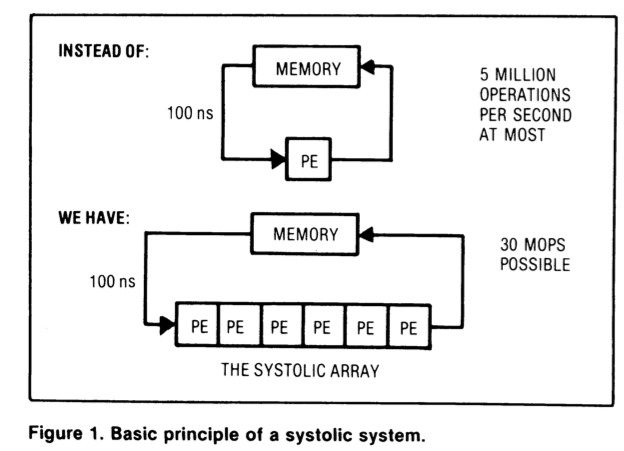 INSTEAD OF:
MEMORY
100 ns
PE
5 MILLION
OPERATIONS
PER SECOND
AT MOST
WE HAVE:
MEMORY
100 ns
PE PE PE PE PE PE
THE SYSTOLIC ARRAY
30 MOPS
POSSIBLE
Figure 1. Basic principle of a systolic system.